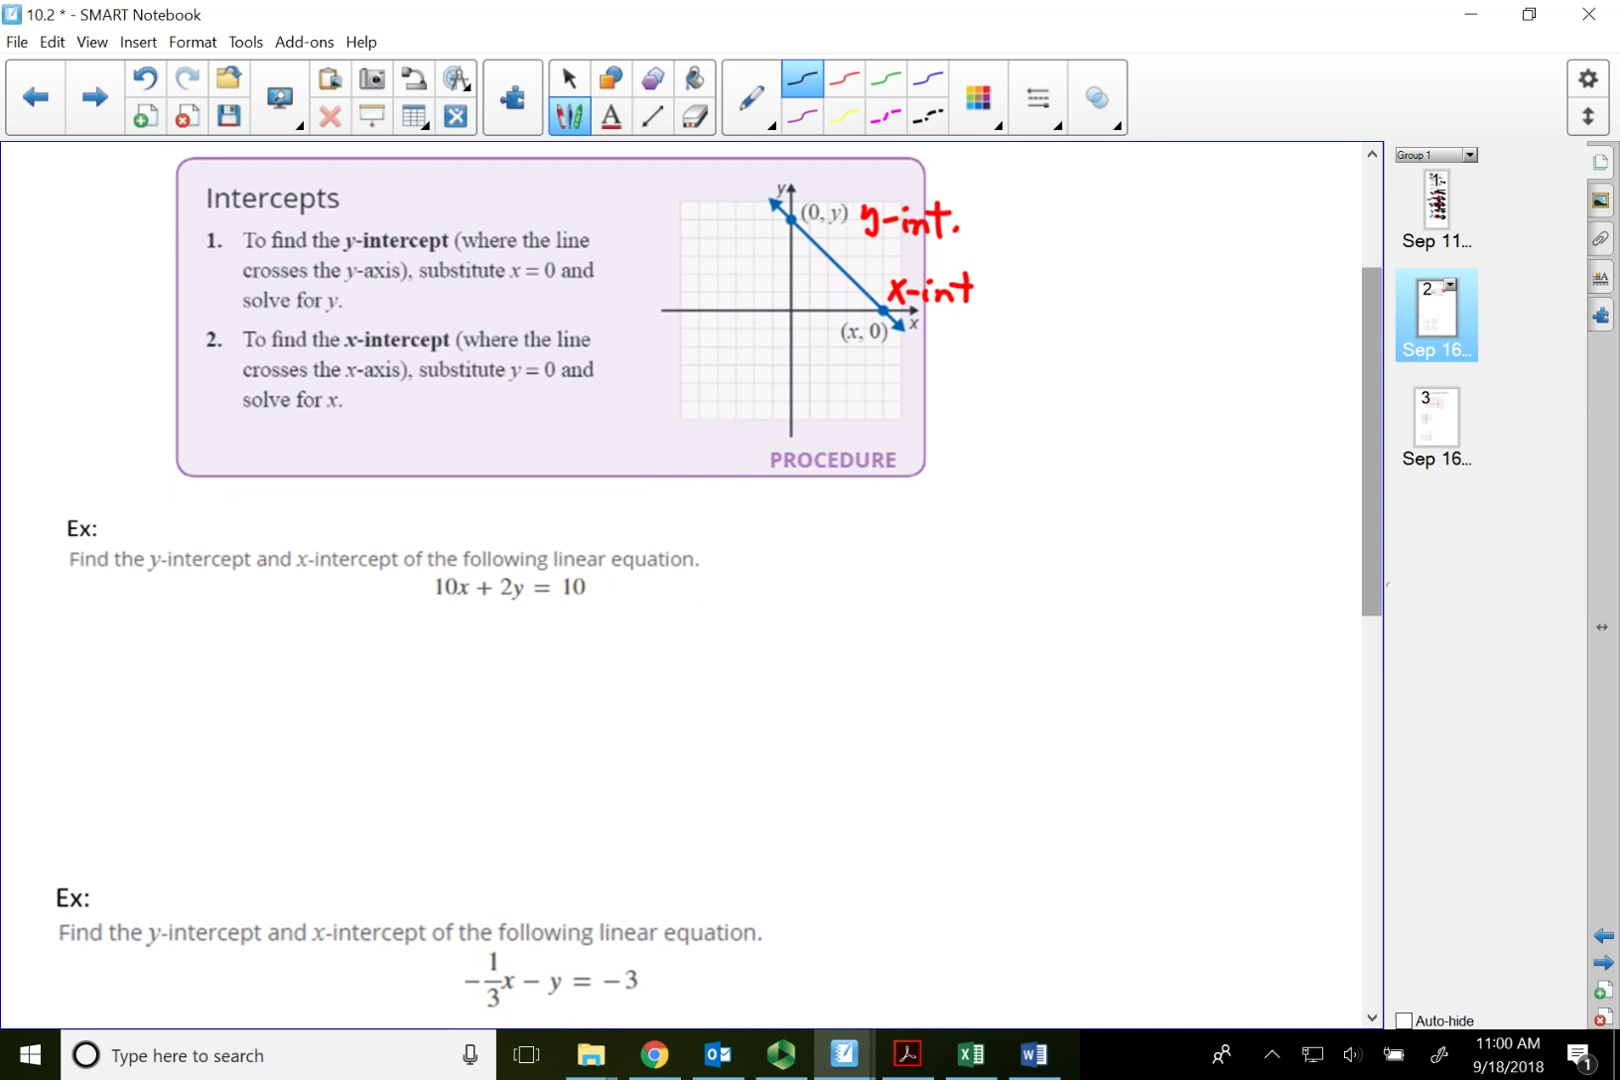 10.2 * - SMART Notebook
File Edit View Insert Format Tools Add-ons Help
Group 1
Intercepts
1. To find the y-intercept (where the line
crosses the y-axis), substitute x = 0 and
solve for y.
2. To find the x-intercept (where the line
crosses the x-axis), substitute y = 0 and
solve for x.
y
(0, y) y-int.
x-int
(x, 0) x
PROCEDURE
1
Sep 11...
2
Sep 16...
3
Sep 16...
Ex:
Find the y-intercept and x-intercept of the following linear equation.
10x + 2y = 10
Ex:
Find the y-intercept and x-intercept of the following linear equation.
-1/3x - y = -3
Auto-hide
Type here to search
11:00 AM
9/18/2018
1